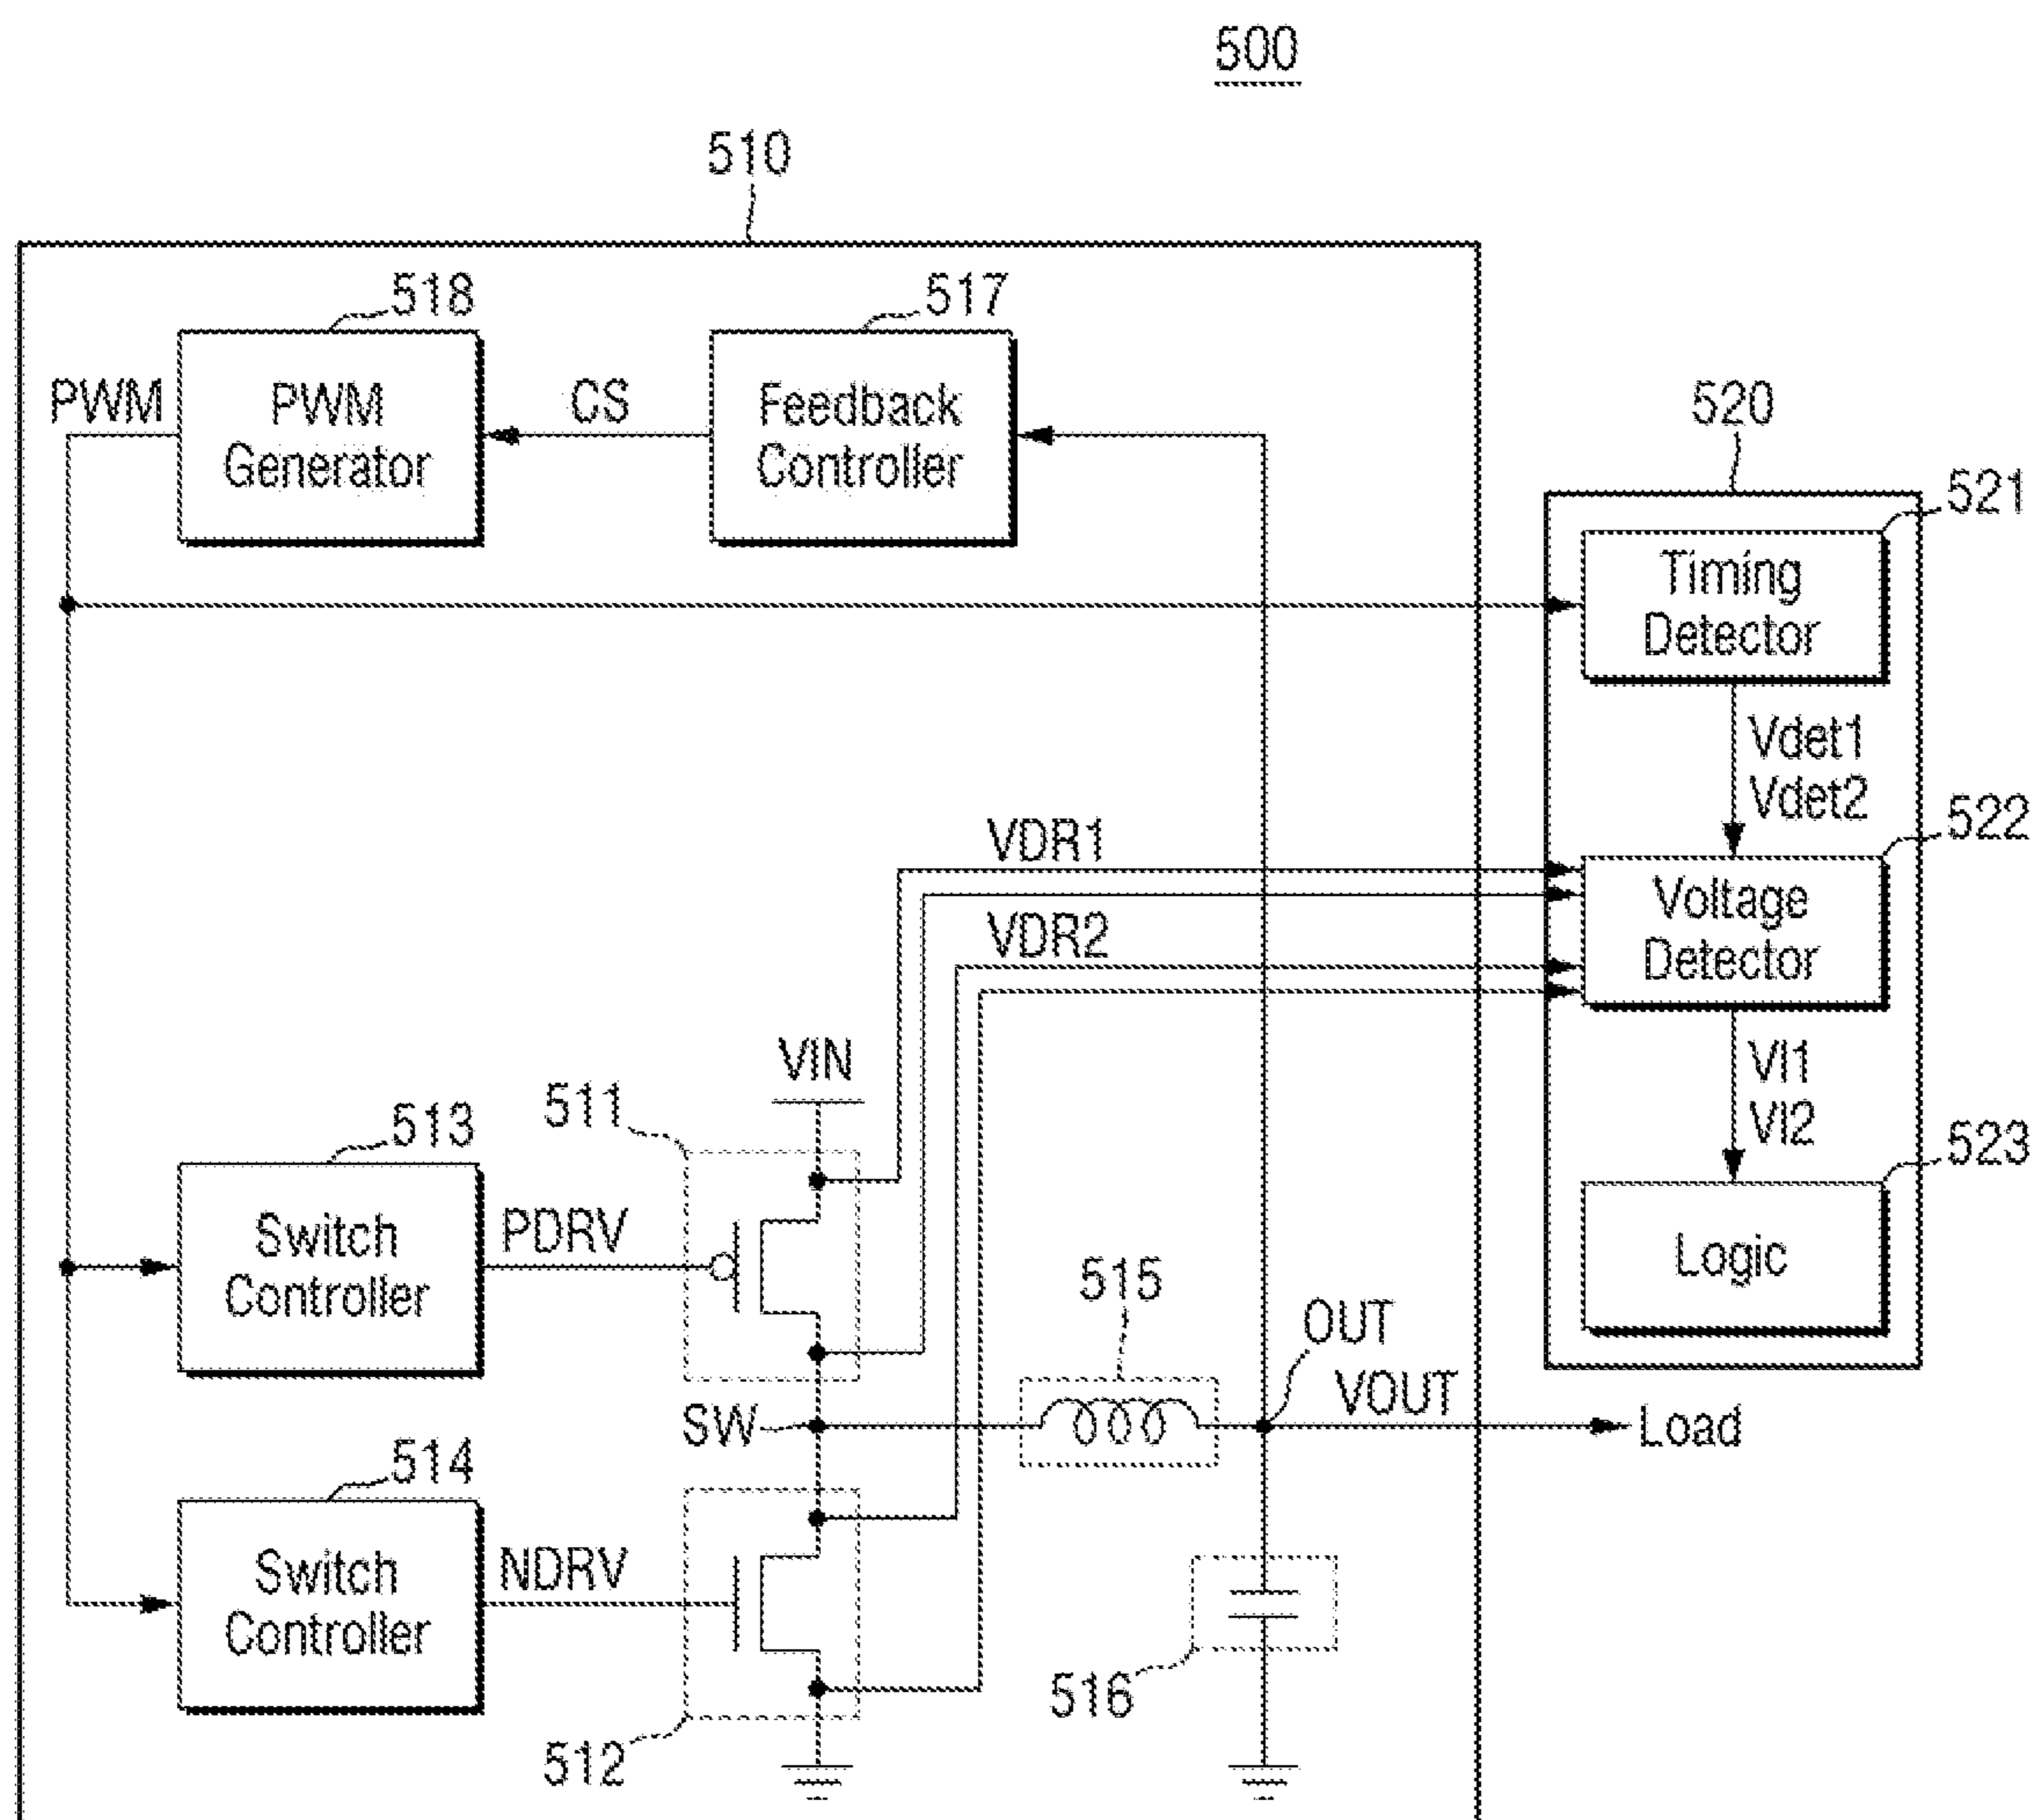 500
510
518
517
PWM
PWM
Generator
CS
Feedback
Controller
520
521
Timing
Detector
Vdet1
Vdet2
522
VDR1
Voltage
Detector
VDR2
VI1
VI2
VIN
511
513
523
Switch
Controller
PDRV
Logic
515
OUT
VOUT
SW
Load
514
Switch
Controller
NDRV
516
512